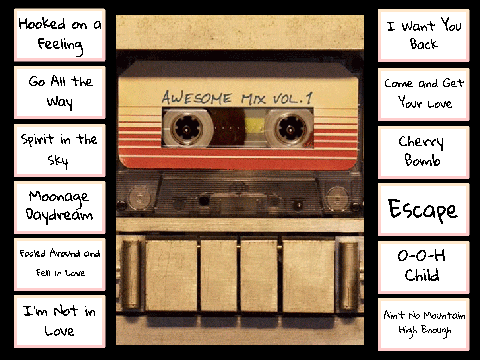 Hooked on a
Feeling
Go All the
Way
Spirit in the
Sky
Moonage
Daydream
Fooled Around and
Fell in Love
I'm Not in
Love
AWESOME MIX VOL. 1
I Want You
Back
Come and Get
Your Love
Cherry
Bomb
Escape
O-O-H
Child
Ain't No Mountain
High Enough